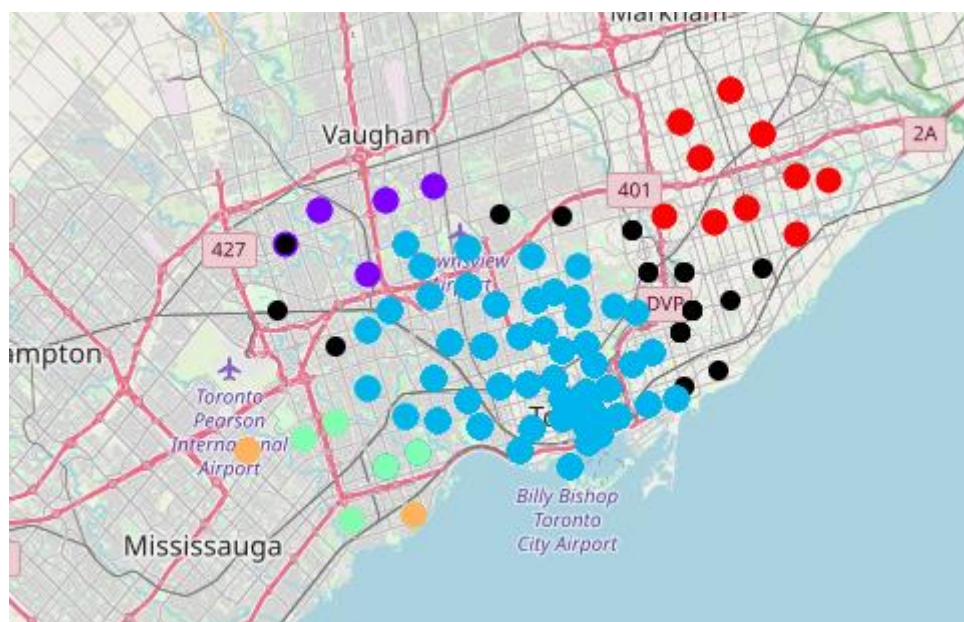 Markham
Vaughan
2A
401
427
DVP
ampton
Toronto
Pearson
International
Airport
Billy Bishop
Toronto
City Airport
Mississauga